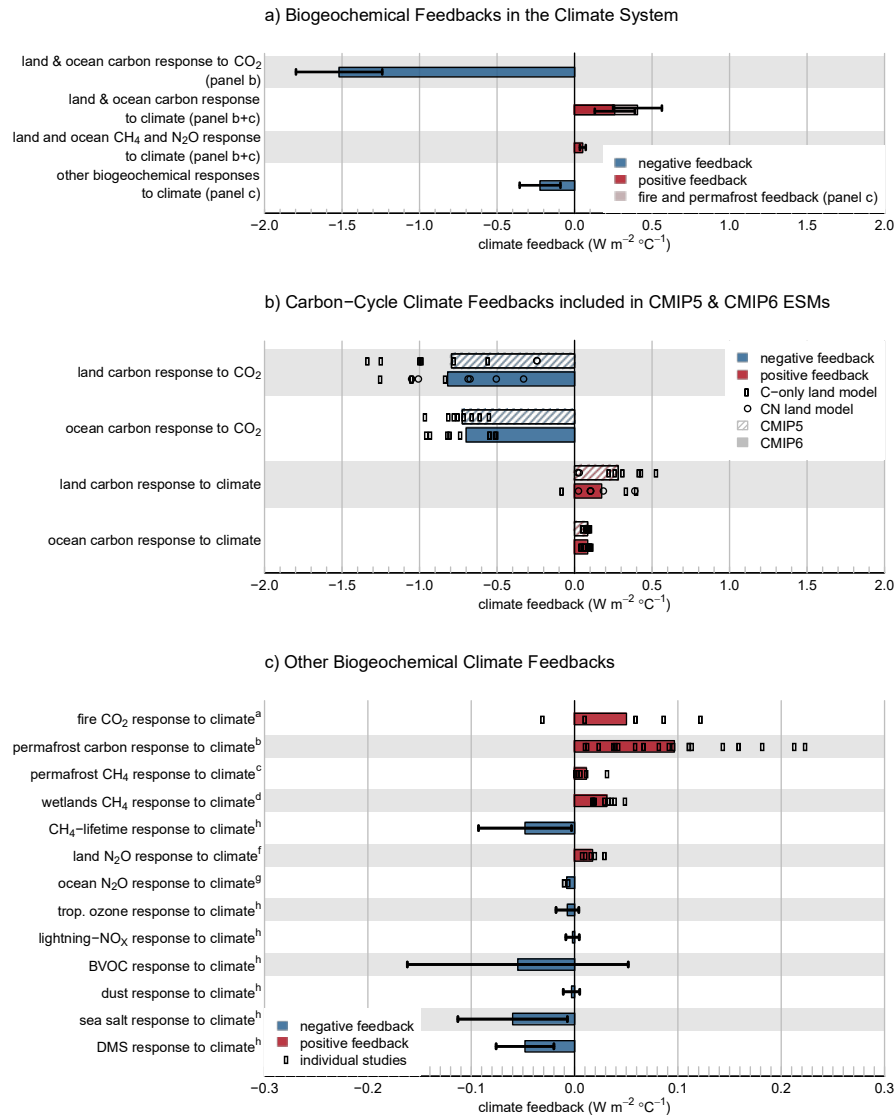 a) Biogeochemical Feedbacks in the Climate System
land & ocean carbon response to CO₂
(panel b)
land & ocean carbon response
to climate (panel b+c)
land and ocean CH₄ and N₂O response
to climate (panel b+c)
other biogeochemical responses
to climate (panel c)
negative feedback
positive feedback
fire and permafrost feedback (panel c)
−2.0 −1.5 −1.0 −0.5 0.0 0.5 1.0 1.5 2.0
climate feedback (W m⁻² °C⁻¹)
b) Carbon−Cycle Climate Feedbacks included in CMIP5 & CMIP6 ESMs
land carbon response to CO₂
ocean carbon response to CO₂
land carbon response to climate
ocean carbon response to climate
negative feedback
positive feedback
C−only land model
CN land model
CMIP5
CMIP6
−2.0 −1.5 −1.0 −0.5 0.0 0.5 1.0 1.5 2.0
climate feedback (W m⁻² °C⁻¹)
c) Other Biogeochemical Climate Feedbacks
fire CO₂ response to climateᵃ
permafrost carbon response to climateᵇ
permafrost CH₄ response to climateᶜ
wetlands CH₄ response to climateᵈ
CH₄−lifetime response to climateʰ
land N₂O response to climateᶠ
ocean N₂O response to climateᵍ
trop. ozone response to climateʰ
lightning−NOₓ response to climateʰ
BVOC response to climateʰ
dust response to climateʰ
sea salt response to climateʰ
DMS response to climateʰ
negative feedback
positive feedback
individual studies
−0.3 −0.2 −0.1 0.0 0.1 0.2 0.3
climate feedback (W m⁻² °C⁻¹)